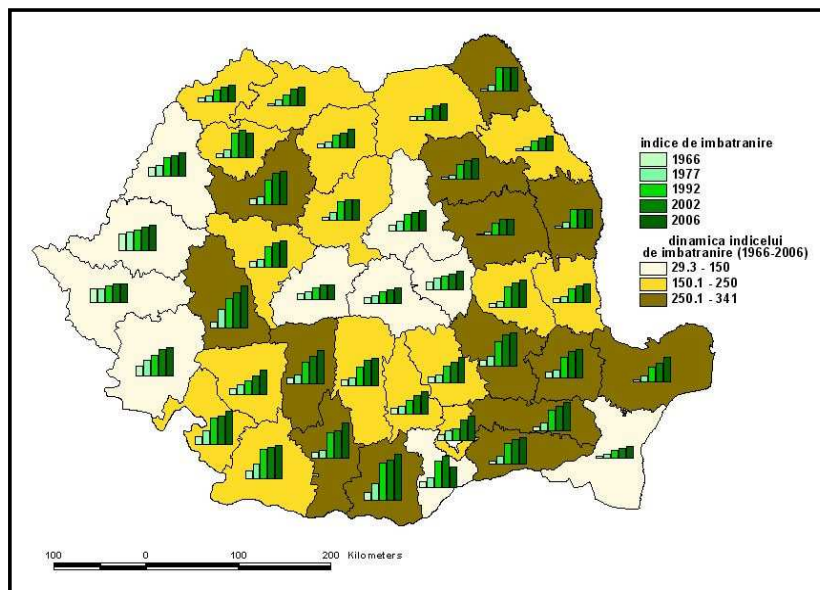 indice de imbatranire
1966
1977
1992
2002
2006
dinamica indicelui
de imbatranire (1966-2006)
29.3 - 150
150.1 - 250
250.1 - 341
100 0 100 200 Kilometers